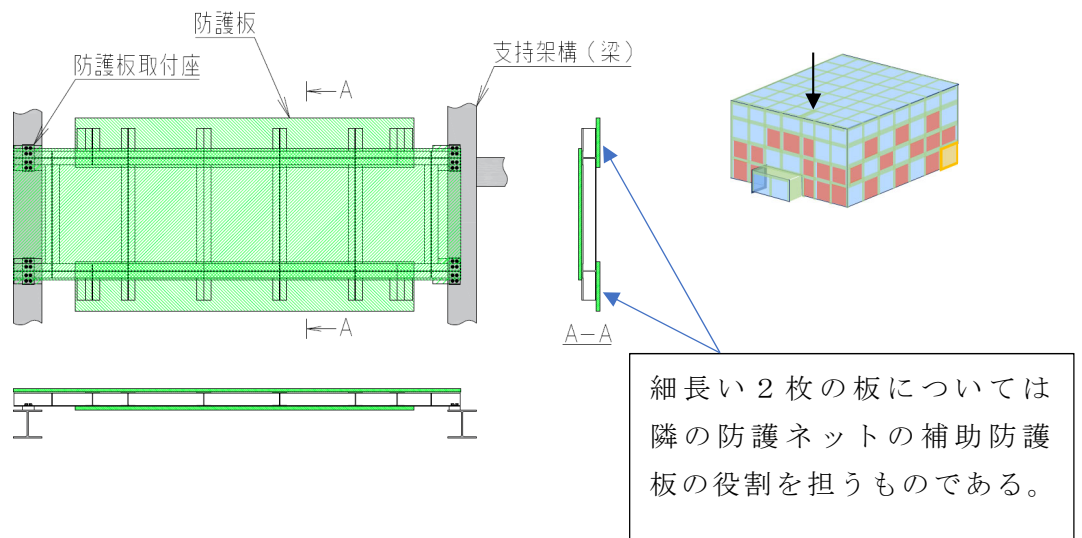 防護板
支持架構（梁）
防護板取付座
A
A
A－A
細長い２枚の板については
隣の防護ネットの補助防護
板の役割を担うものである。